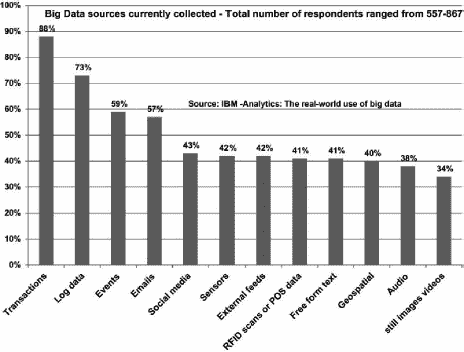 Big Data sources currently collected - Total number of respondents ranged from 557-867
Source: IBM -Analytics: The real-world use of big data
100%
90%
80%
70%
60%
50%
40%
30%
20%
10%
0%
88%
73%
59%
57%
43%
42%
42%
41%
41%
40%
38%
34%
Transactions
Log data
Events
Emails
Social media
Sensors
External feeds
RFID scans or POS data
Free form text
Geospatial
Audio
still images videos